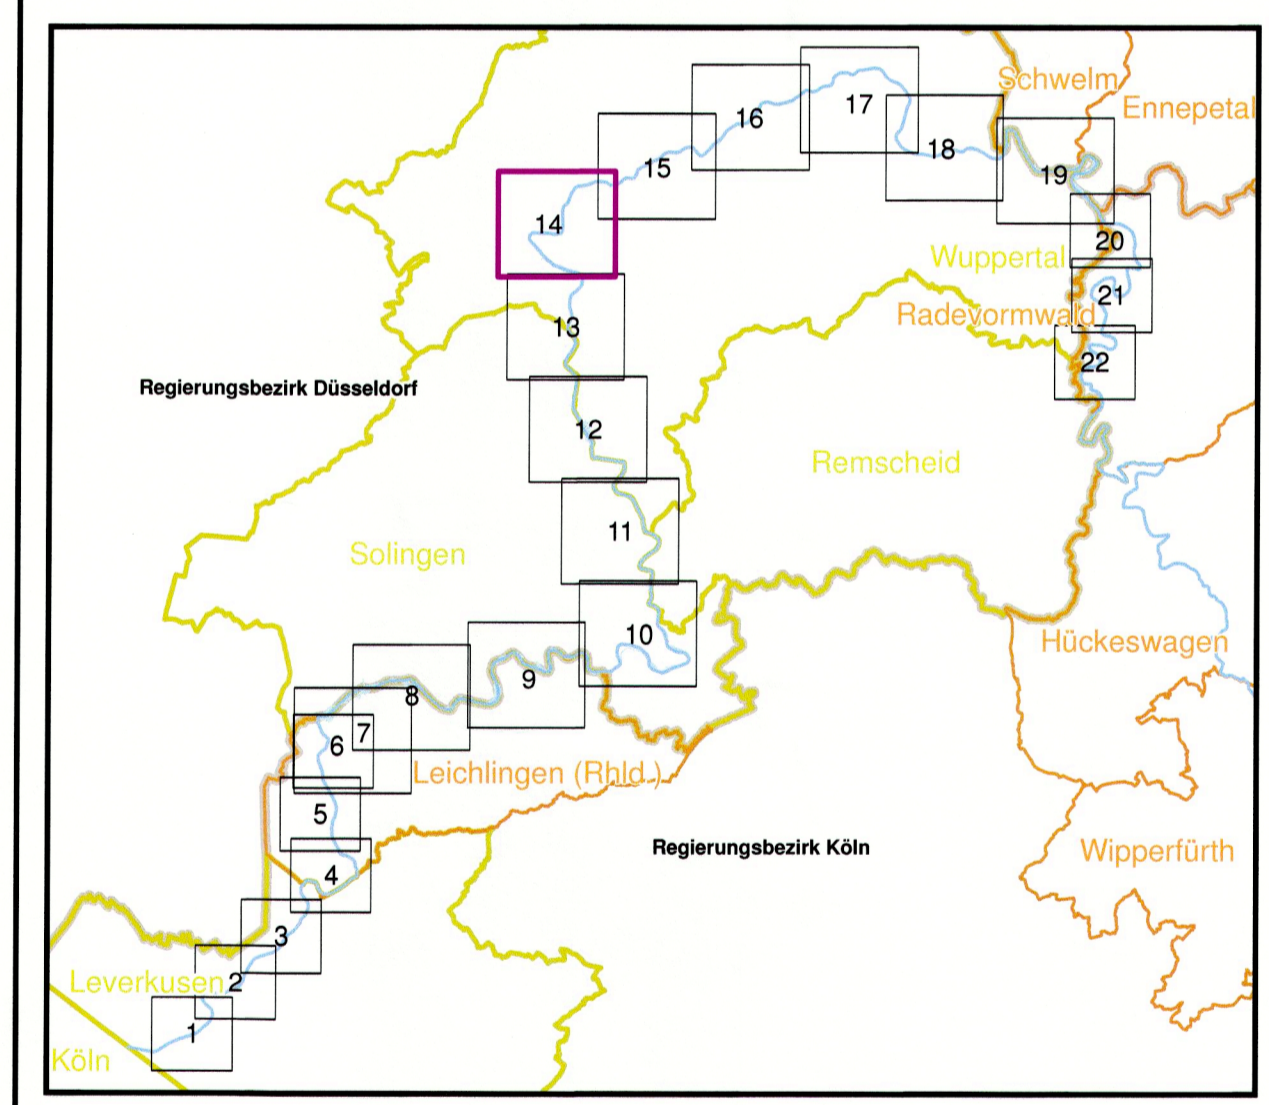 Schwelm
Ennepetal
17
16
18
15
19
14
20
Wuppertal
21
Radevormwald
13
22
Regierungsbezirk Düsseldorf
12
Remscheid
11
Solingen
10
Hückeswagen
9
8
7
6
Leichlingen (Rhld.)
5
Regierungsbezirk Köln
Wipperfürth
4
3
Leverkusen
2
1
Köln